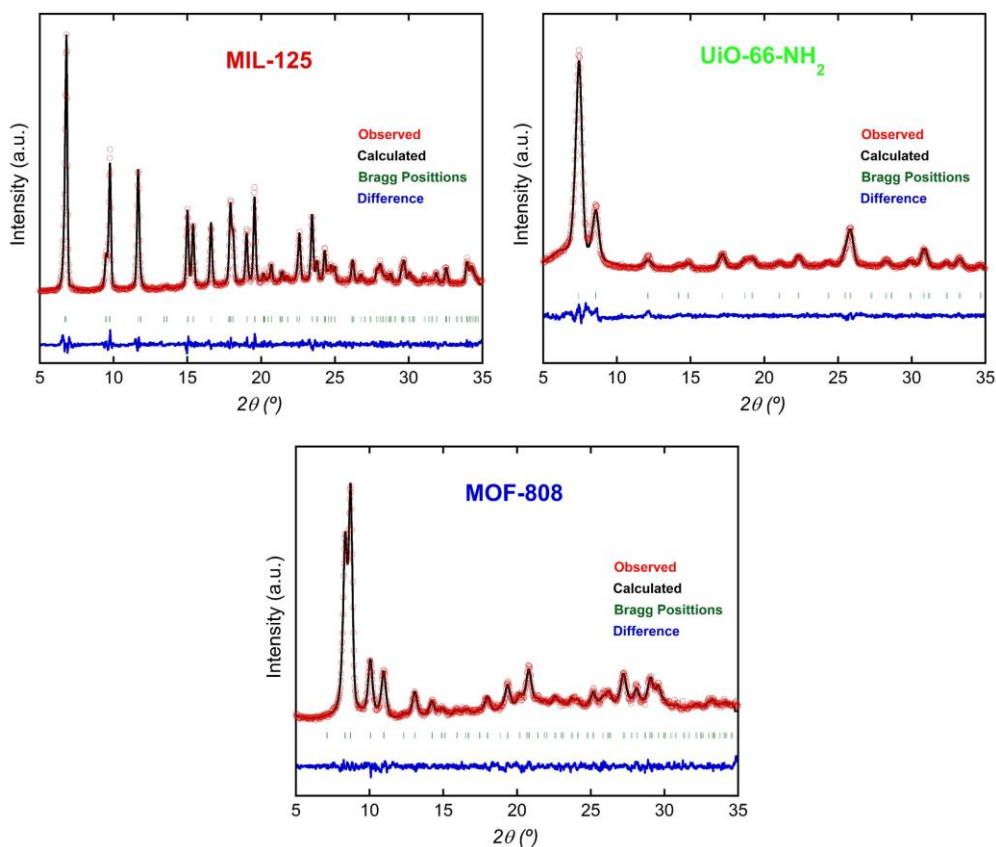 MIL-125
Intensity (a.u.)
Observed
Calculated
Bragg Positions
Difference
5 10 15 20 25 30 35
2θ (º)
UiO-66-NH2
Intensity (a.u.)
Observed
Calculated
Bragg Posittions
Difference
5 10 15 20 25 30 35
2θ (º)
MOF-808
Intensity (a.u.)
Observed
Calculated
Bragg Posittions
Difference
5 10 15 20 25 30 35
2θ (º)